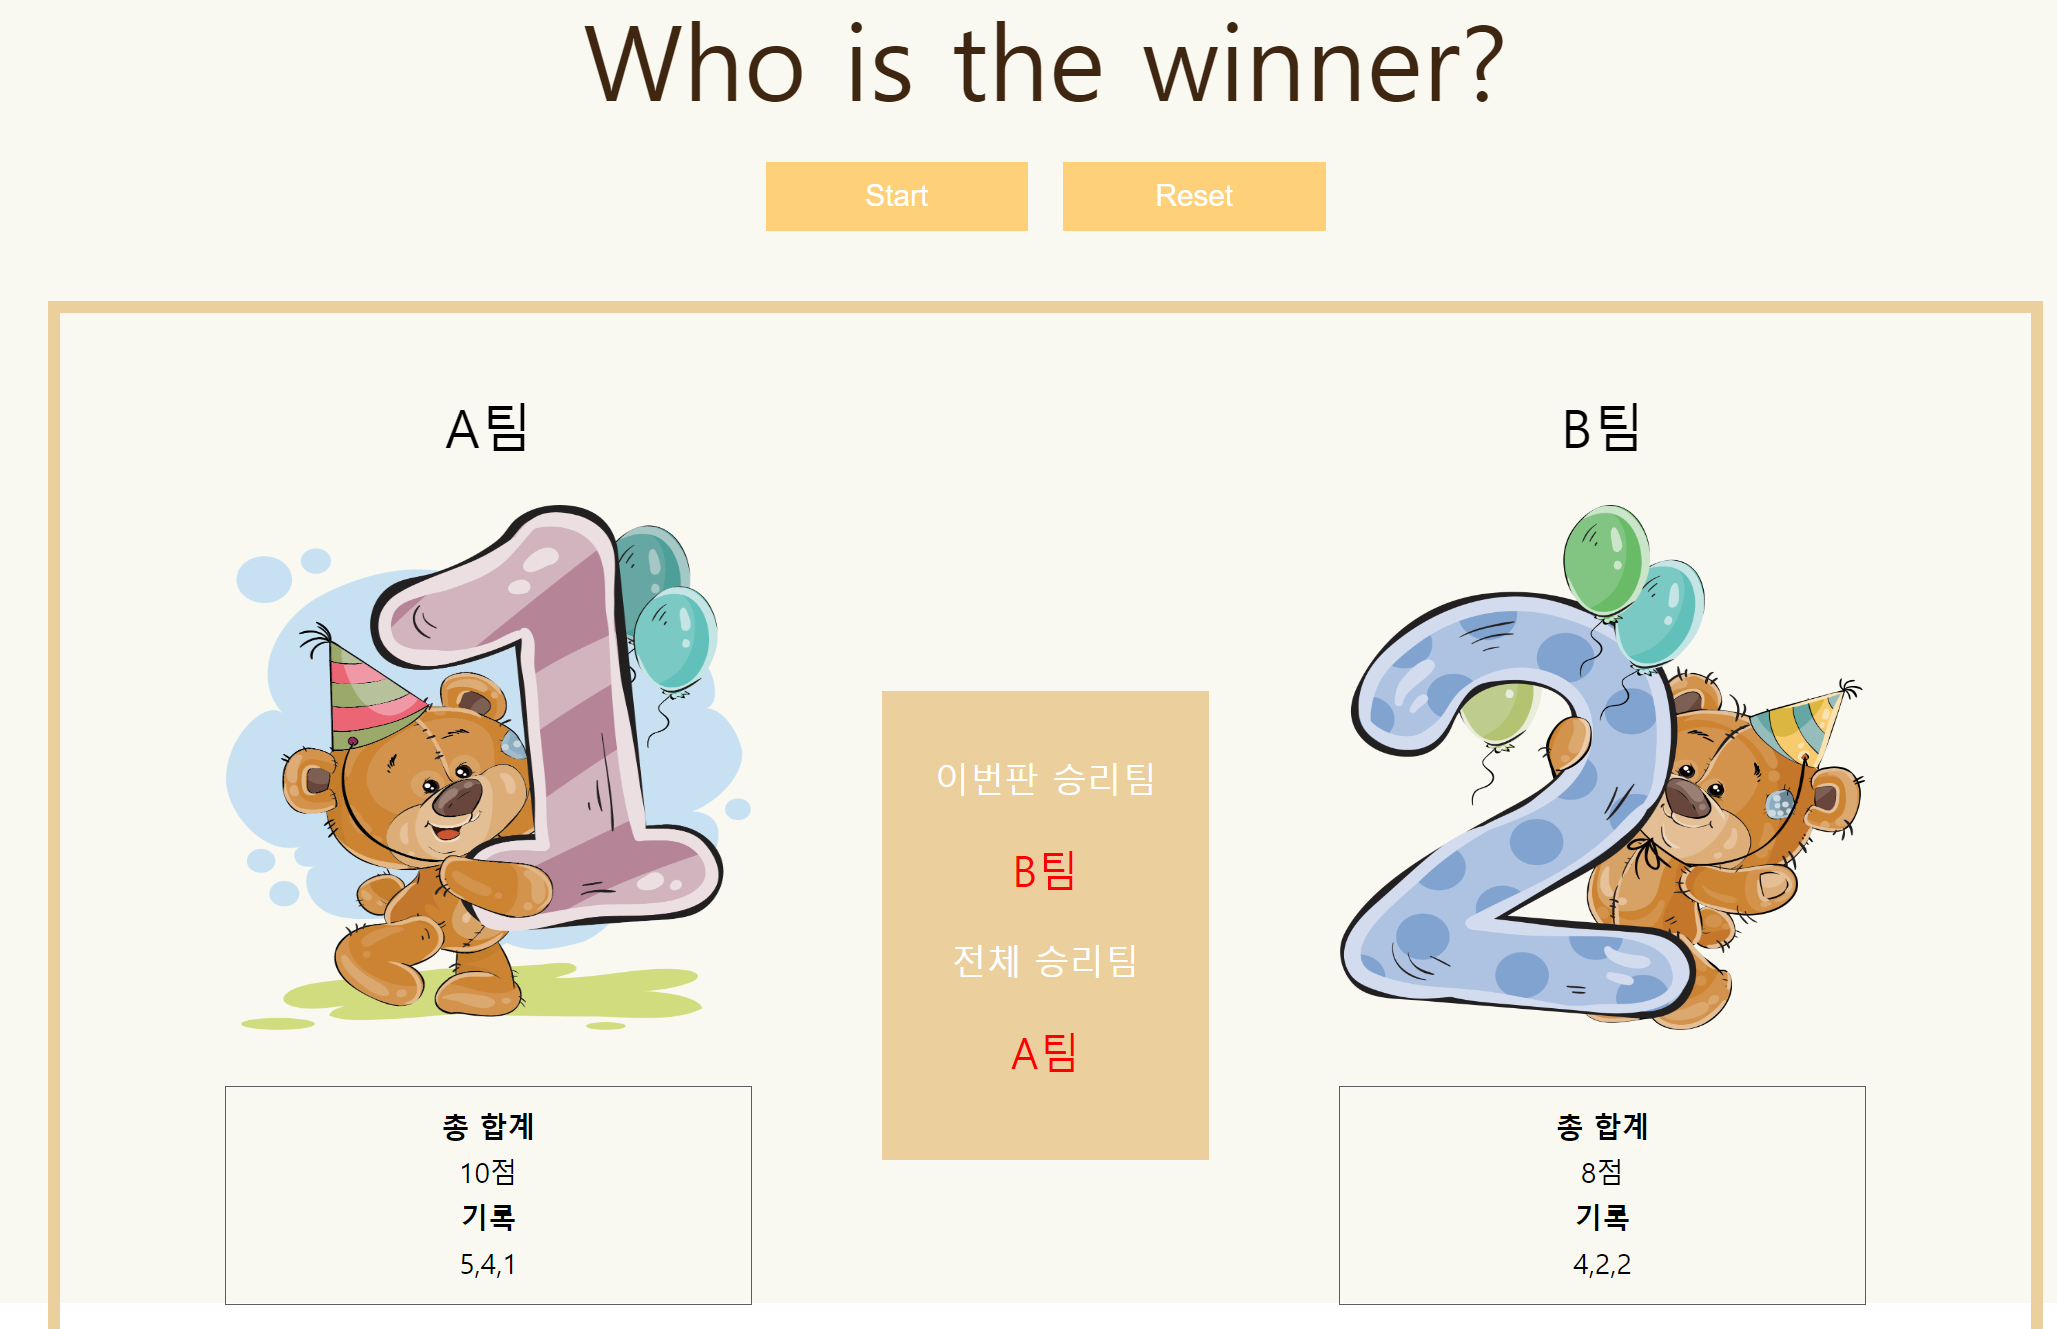 Who is the winner?
Start
Reset
A팀
1
총 합계
10점
기록
5,4,1
이번판 승리팀
B팀
전체 승리팀
A팀
B팀
2
총 합계
8점
기록
4,2,2